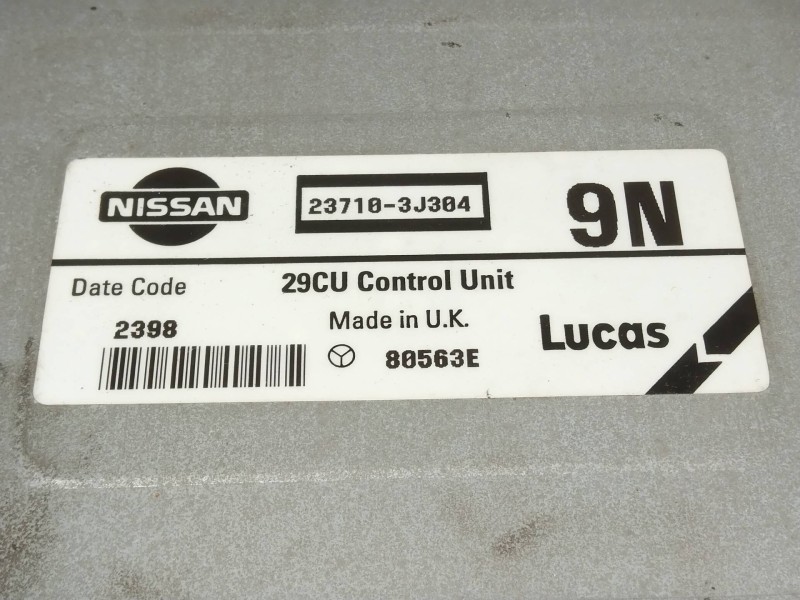 NISSAN
23710-3J304
9N
Date Code
29CU Control Unit
2398
Made in U.K.
80563E
Lucas